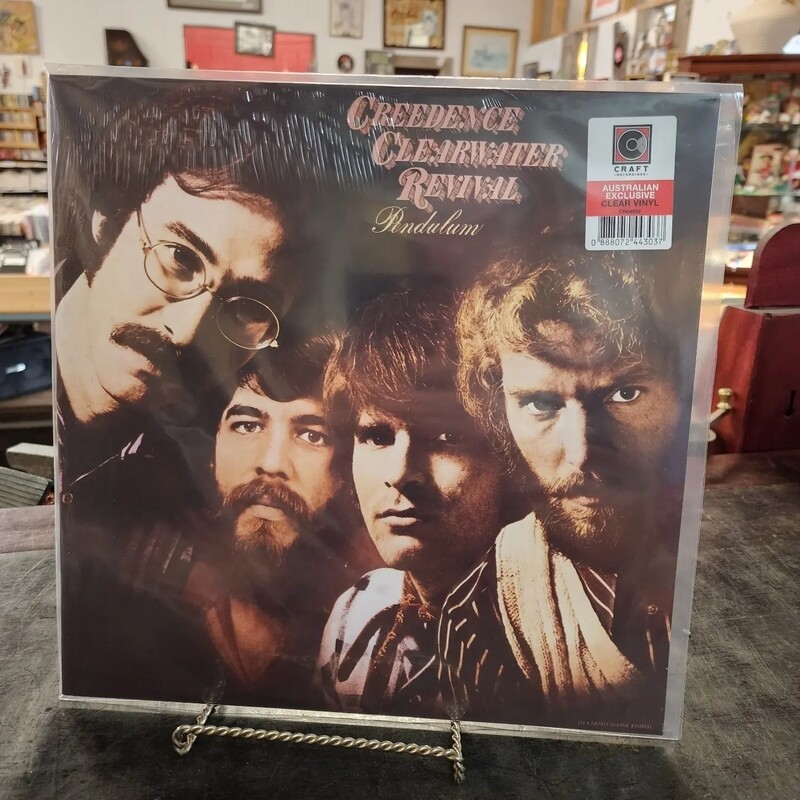 CREEDENCE
CLEARWATER
REVIVAL
Pendulum
C
CRAFT
RECORDINGS
AUSTRALIAN
EXCLUSIVE
CLEAR VINYL
0 888072 443037